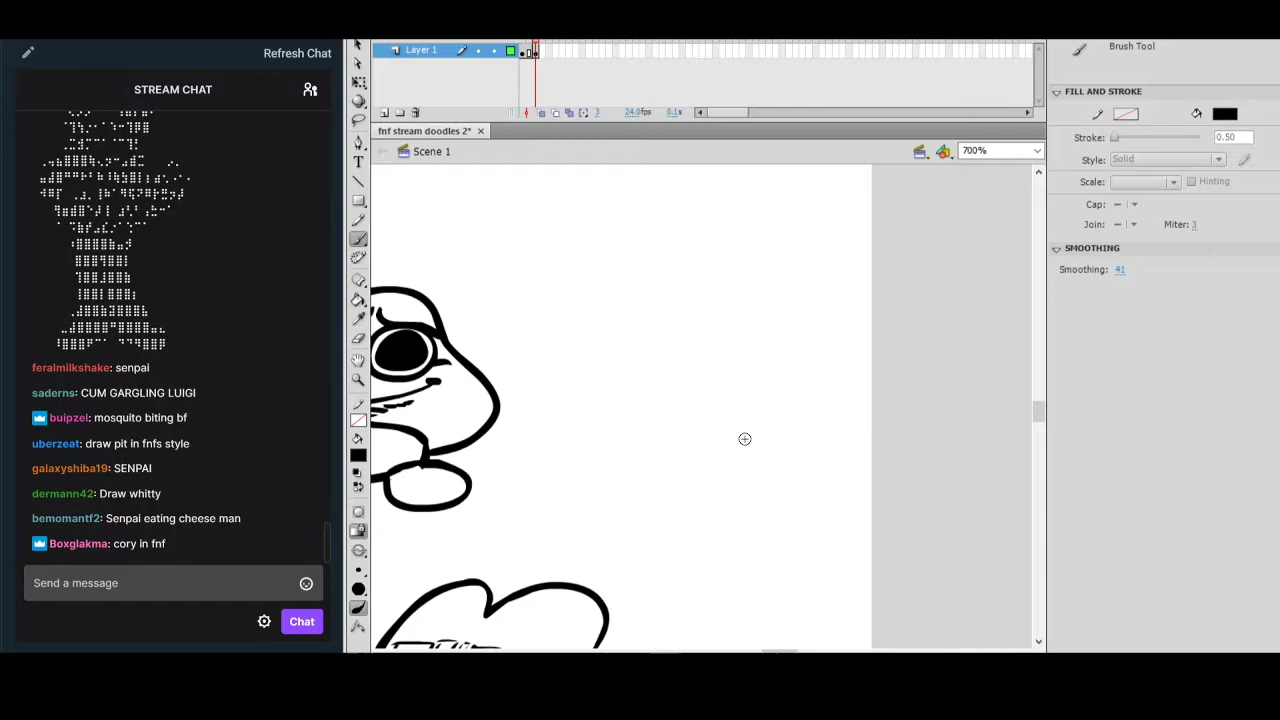 Refresh Chat
STREAM CHAT
feralmilkshake: senpai
saderns: CUM GARGLING LUIGI
buipzel: mosquito biting bf
uberzeat: draw pit in fnfs style
galaxyshiba19: SENPAI
dermann42: Draw whitty
bemomantf2: Senpai eating cheese man
Boxglakma: cory in fnf
Send a message
Chat
Layer 1
3 24.0fps 0.1s
fnf stream doodles 2*
Scene 1
700%
Brush Tool
FILL AND STROKE
Stroke: 0.50
Style: Solid
Scale: Hinting
Cap:
Join: Miter: 3
SMOOTHING
Smoothing: 41